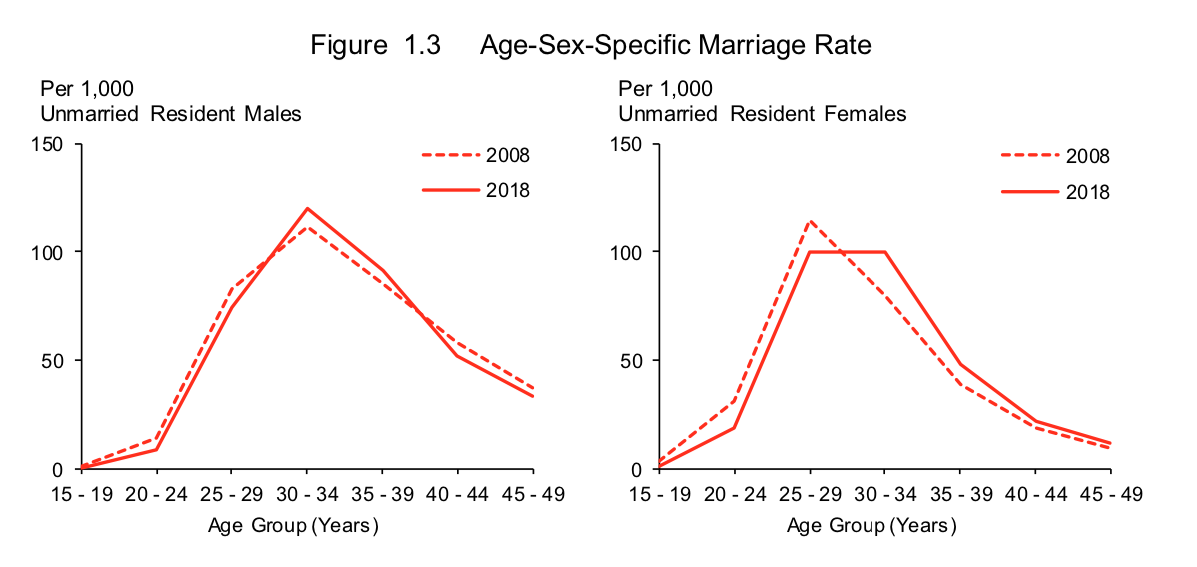 Figure 1.3 Age-Sex-Specific Marriage Rate
Per 1,000
Unmarried Resident Males
150
100
50
0
2008
2018
15 - 19 20 - 24 25 - 29 30 - 34 35 - 39 40 - 44 45 - 49
Age Group (Years)
Per 1,000
Unmarried Resident Females
150
100
50
0
2008
2018
15 - 19 20 - 24 25 - 29 30 - 34 35 - 39 40 - 44 45 - 49
Age Group (Years)